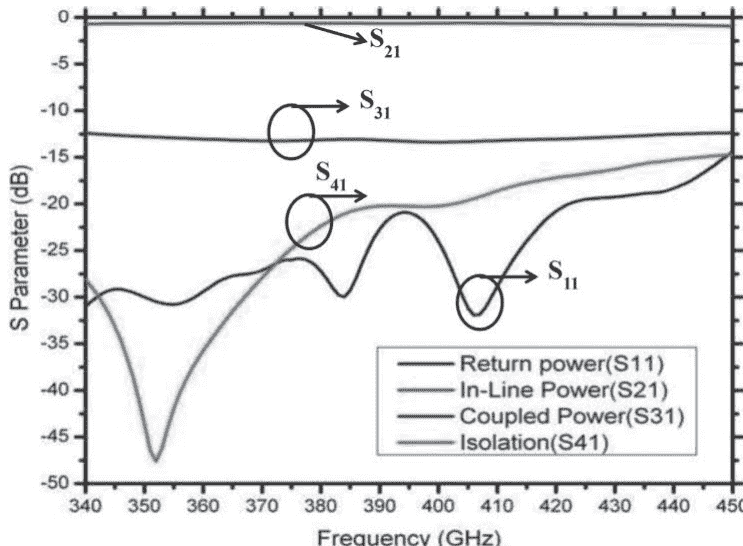 0
-5
-10
-15
-20
-25
-30
-35
-40
-45
-50
S Parameter (dB)
S21
S31
S41
S11
Return power(S11)
In-Line Power(S21)
Coupled Power(S31)
Isolation(S41)
340 350 360 370 380 390 400 410 420 430 440 450
Frequency (GHz)